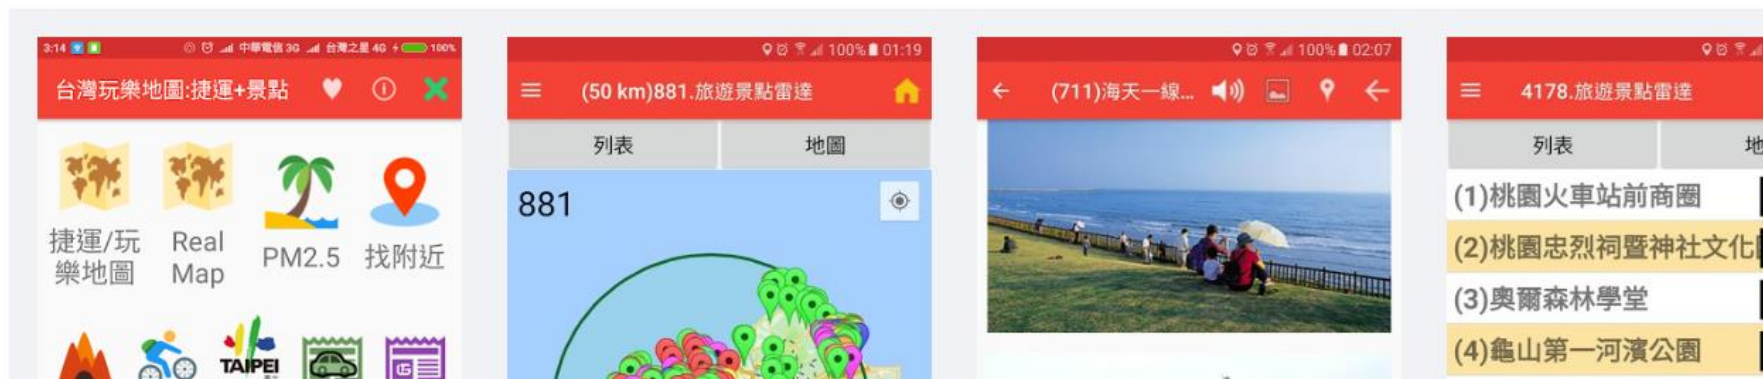 3:14 中華電信 3G 台灣之星 4G 100%
台灣玩樂地圖:捷運+景點
捷運/玩
樂地圖
Real
Map
PM2.5
找附近
TAIPEI
100% 01:19
(50 km)881.旅遊景點雷達
列表
地圖
881
100% 02:07
(711)海天一線...
4178.旅遊景點雷達
列表
(1)桃園火車站前商圈
(2)桃園忠烈祠暨神社文化
(3)奧爾森林學堂
(4)龜山第一河濱公園